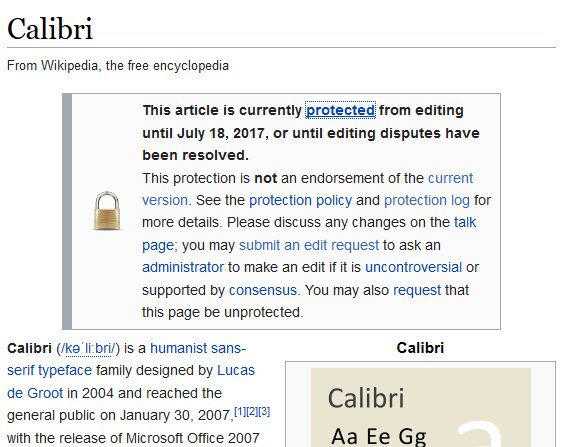 Calibri
From Wikipedia, the free encyclopedia
This article is currently protected from editing
until July 18, 2017, or until editing disputes have
been resolved.
This protection is not an endorsement of the current
version. See the protection policy and protection log for
more details. Please discuss any changes on the talk
page; you may submit an edit request to ask an
administrator to make an edit if it is uncontroversial or
supported by consensus. You may also request that
this page be unprotected.
Calibri (/kəˈliːbri/) is a humanist sans-
serif typeface family designed by Lucas
de Groot in 2004 and reached the
general public on January 30, 2007,[1][2][3]
with the release of Microsoft Office 2007
Calibri
Calibri
Aa Ee Gg
a